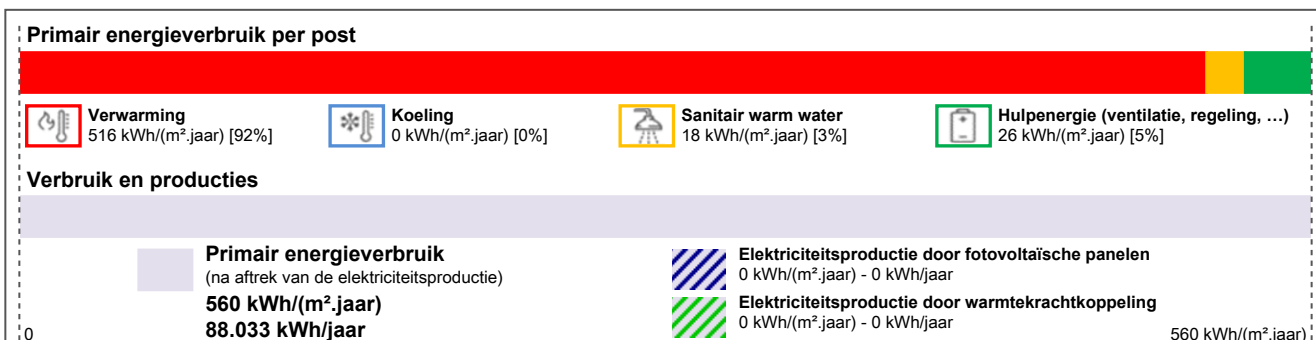 Primair energieverbruik per post
Verwarming
516 kWh/(m².jaar) [92%]
Koeling
0 kWh/(m².jaar) [0%]
Sanitair warm water
18 kWh/(m².jaar) [3%]
Hulpenergie (ventilatie, regeling, …)
26 kWh/(m².jaar) [5%]
Verbruik en producties
Primair energieverbruik
(na aftrek van de elektriciteitsproductie)
560 kWh/(m².jaar)
88.033 kWh/jaar
Elektriciteitsproductie door fotovoltaïsche panelen
0 kWh/(m².jaar) - 0 kWh/jaar
Elektriciteitsproductie door warmtekrachtkoppeling
0 kWh/(m².jaar) - 0 kWh/jaar
0
560 kWh/(m².jaar)